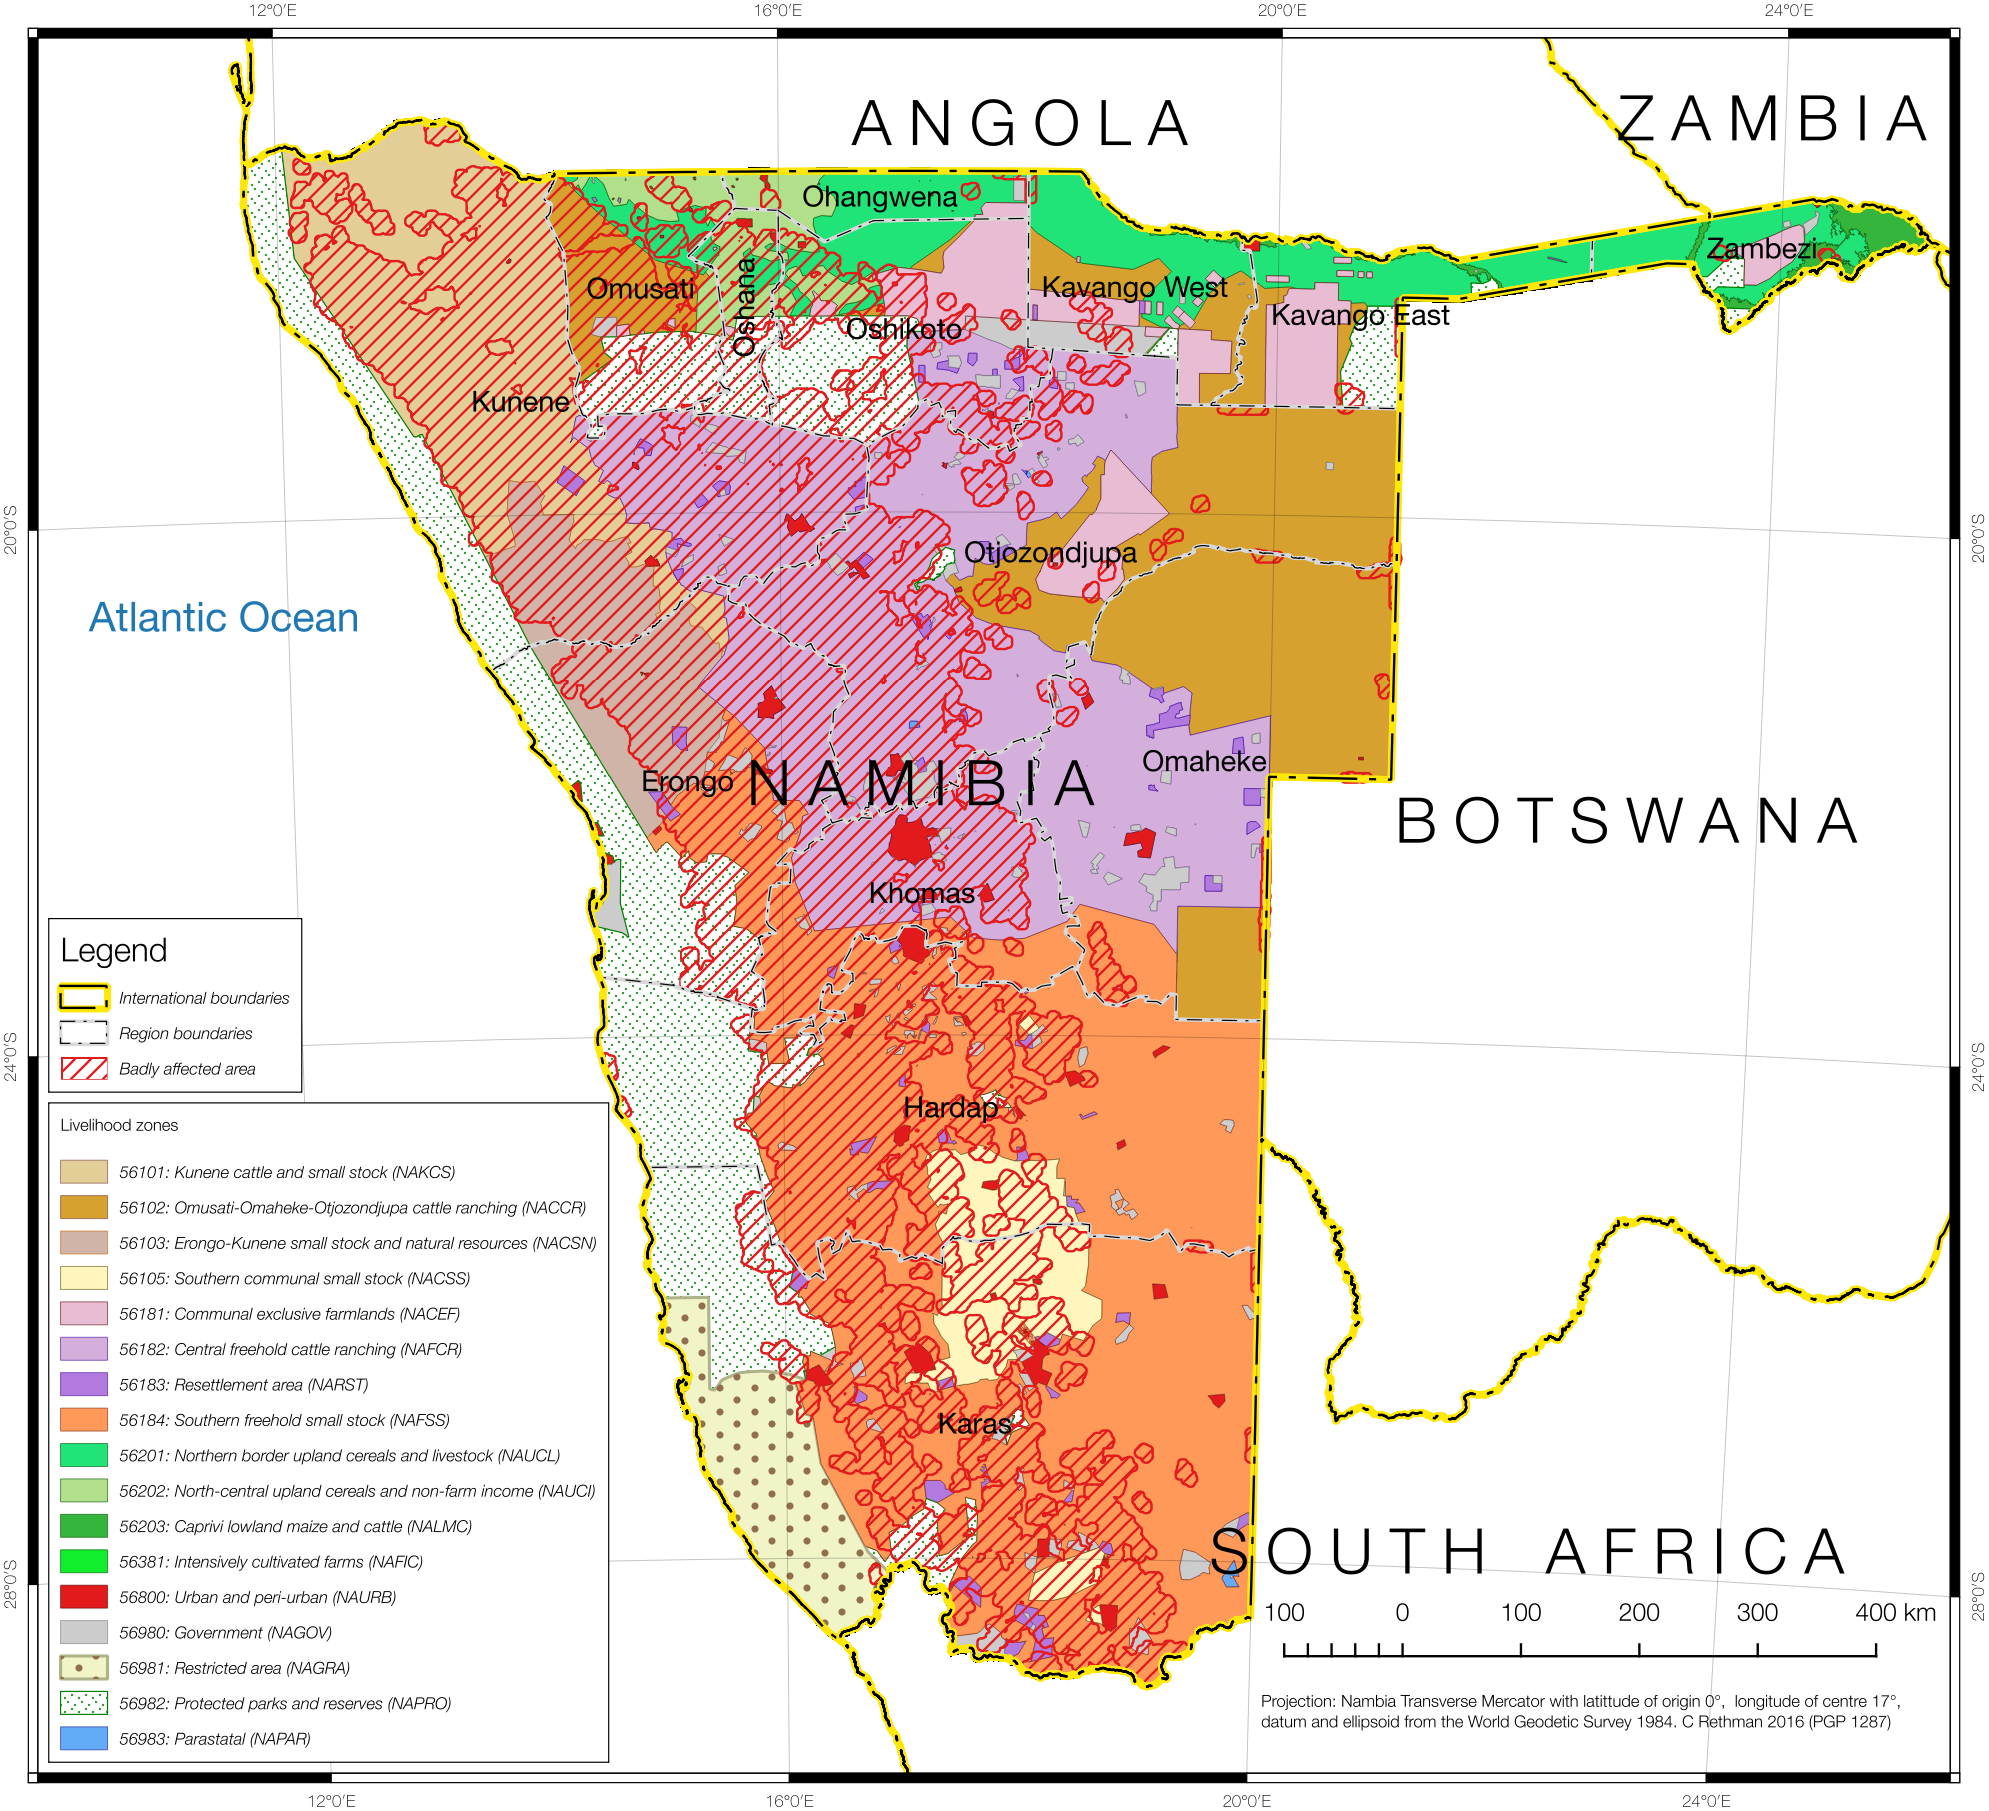 12°0'E 16°0'E 20°0'E 24°0'E
ANGOLA
ZAMBIA
Ohangwena
Zambezi
Omusati
Oshana
Kavango West
Oshikoto
Kavango East
Kunene
20°0'S
20°0'S
Otjozondjupa
Atlantic Ocean
Omaheke
Erongo
NAMIBIA
BOTSWANA
Khomas
Legend
International boundaries
Region boundaries
Badly affected area
24°0'S
24°0'S
Hardap
Livelihood zones
56101: Kunene cattle and small stock (NAKCS)
56102: Omusati-Omaheke-Otjozondjupa cattle ranching (NACCR)
56103: Erongo-Kunene small stock and natural resources (NACSN)
56105: Southern communal small stock (NACSS)
56181: Communal exclusive farmlands (NACEF)
56182: Central freehold cattle ranching (NAFCR)
56183: Resettlement area (NARST)
56184: Southern freehold small stock (NAFSS)
56201: Northern border upland cereals and livestock (NAUCL)
56202: North-central upland cereals and non-farm income (NAUCI)
56203: Caprivi lowland maize and cattle (NALMC)
56381: Intensively cultivated farms (NAFIC)
56800: Urban and peri-urban (NAURB)
56980: Government (NAGOV)
56981: Restricted area (NAGRA)
56982: Protected parks and reserves (NAPRO)
56983: Parastatal (NAPAR)
Karas
SOUTH AFRICA
28°0'S
28°0'S
100 0 100 200 300 400 km
Projection: Nambia Transverse Mercator with latittude of origin 0°, longitude of centre 17°,
datum and ellipsoid from the World Geodetic Survey 1984. C Rethman 2016 (PGP 1287)
12°0'E 16°0'E 20°0'E 24°0'E